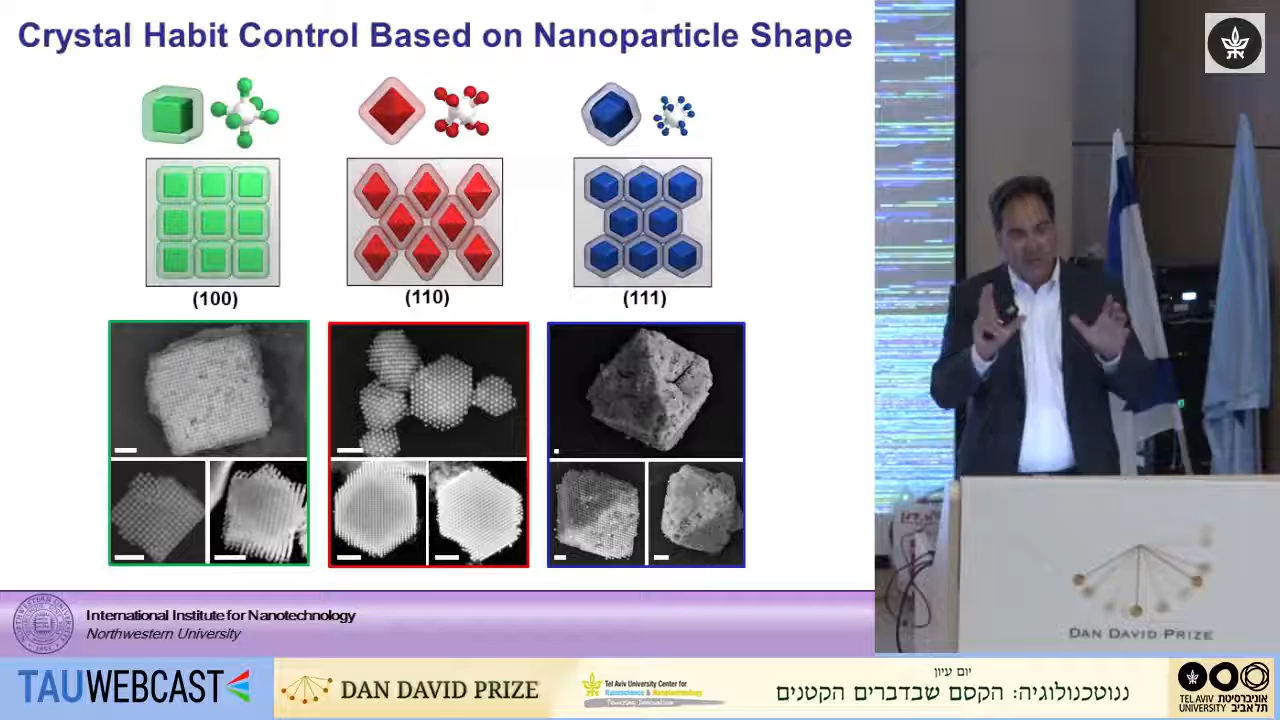 Crystal Habit Control Based on Nanoparticle Shape
(100)
(110)
(111)
International Institute for Nanotechnology
Northwestern University
DAN DAVID PRIZE
TAUWEBCAST
DAN DAVID PRIZE
Tel Aviv University Center for
Nanoscience & Nanotechnology
יום עיון
ננוטכנולוגיה: הקסם שבדברים הקטנים
TEL AVIV UNIVERSITY
אוניברסיטת תל אביב